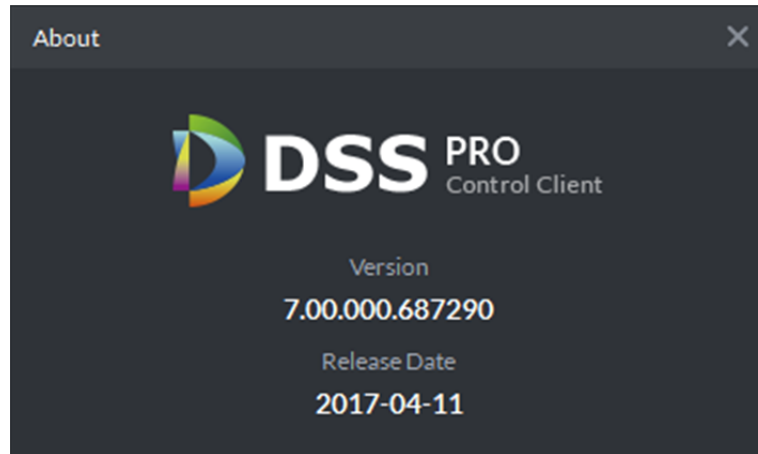 About
DSS PRO
Control Client
Version
7.00.000.687290
Release Date
2017-04-11